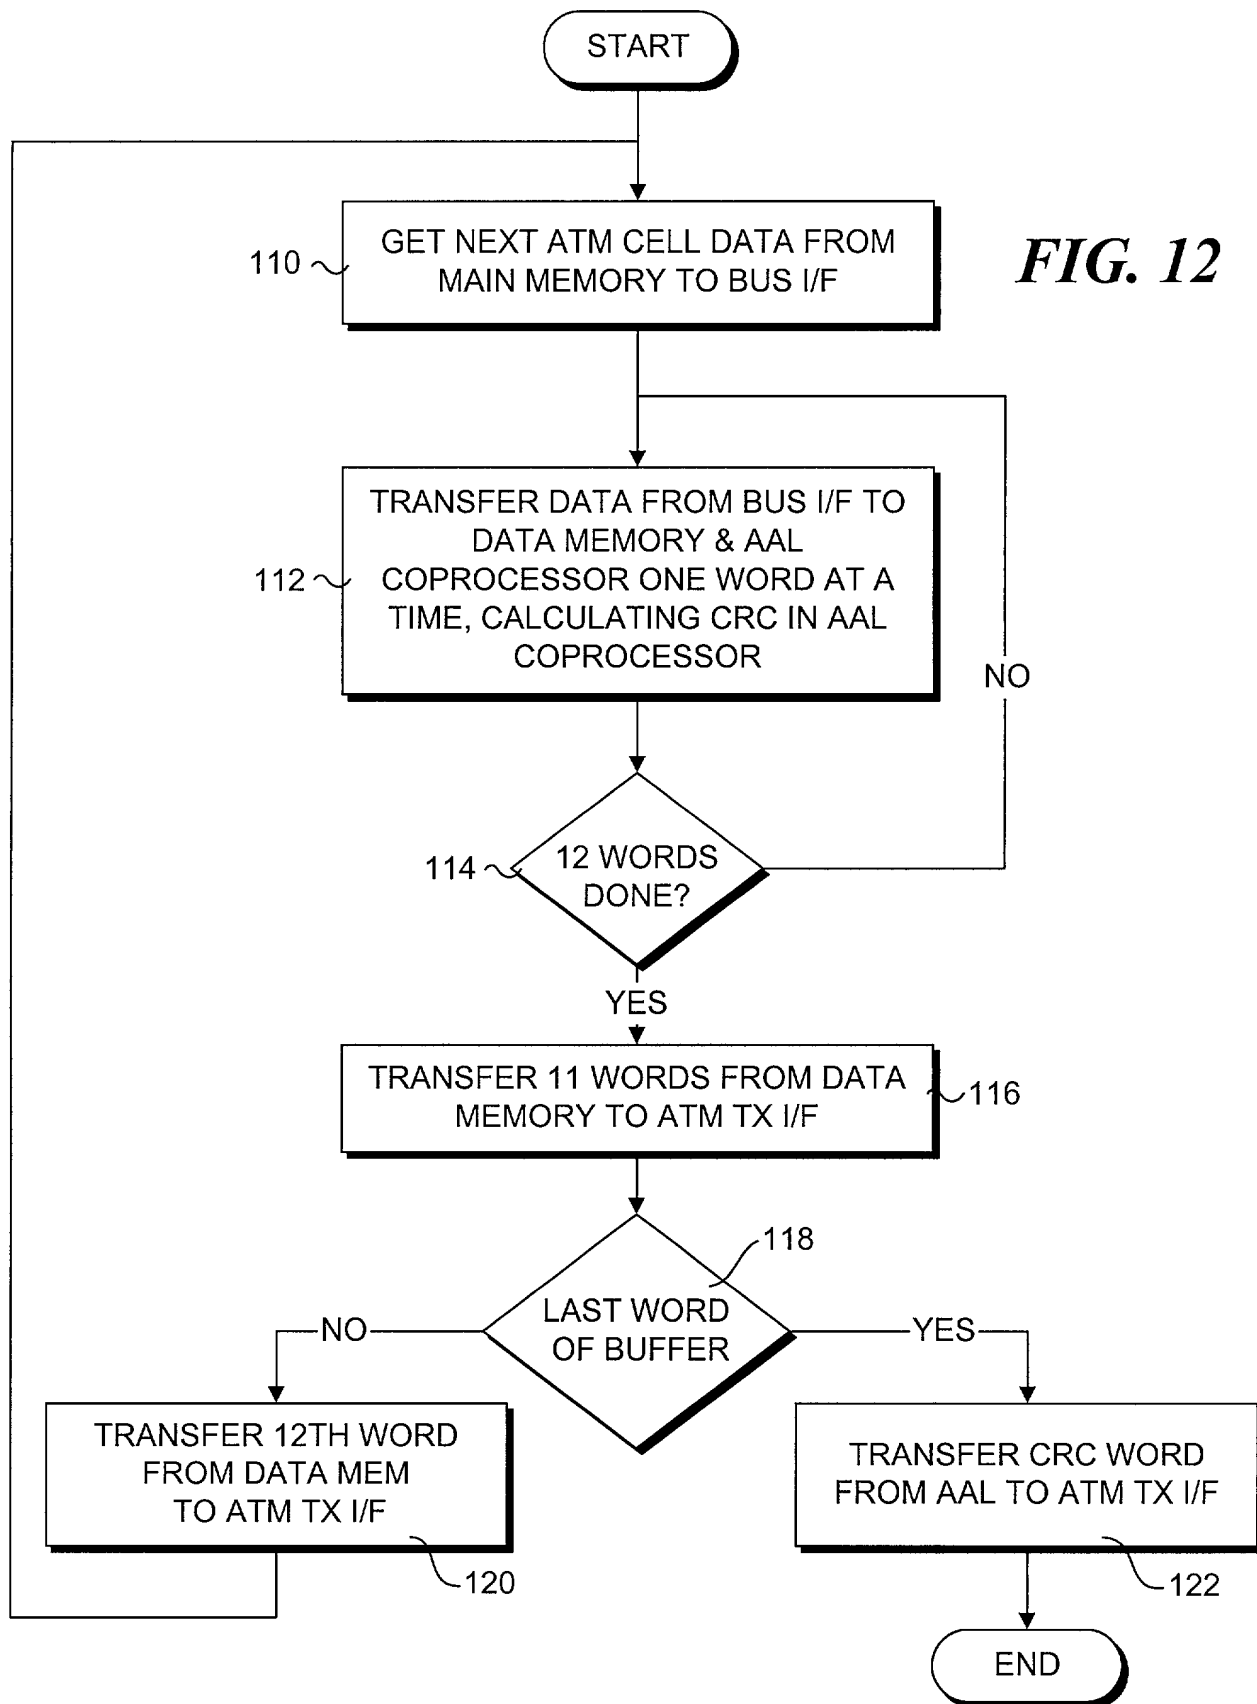 START
GET NEXT ATM CELL DATA FROM
MAIN MEMORY TO BUS I/F
110
FIG. 12
TRANSFER DATA FROM BUS I/F TO
DATA MEMORY & AAL
COPROCESSOR ONE WORD AT A
TIME, CALCULATING CRC IN AAL
COPROCESSOR
112
NO
12 WORDS
DONE?
114
YES
TRANSFER 11 WORDS FROM DATA
MEMORY TO ATM TX I/F
116
118
LAST WORD
OF BUFFER
NO
YES
TRANSFER 12TH WORD
FROM DATA MEM
TO ATM TX I/F
120
TRANSFER CRC WORD
FROM AAL TO ATM TX I/F
122
END